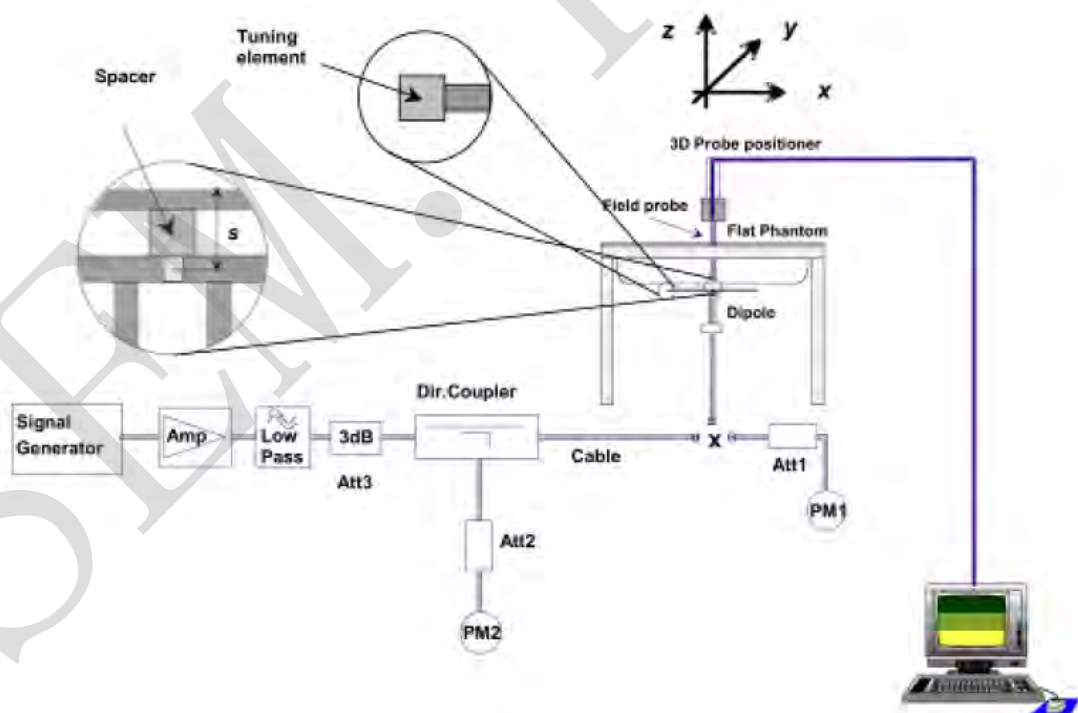 Tuning
element
Spacer
z
y
x
3D Probe positioner
Field probe
Flat Phantom
s
Dipole
Dir.Coupler
Signal
Generator
Amp
Low
Pass
3dB
Att3
Cable
x
Att1
PM1
Att2
PM2